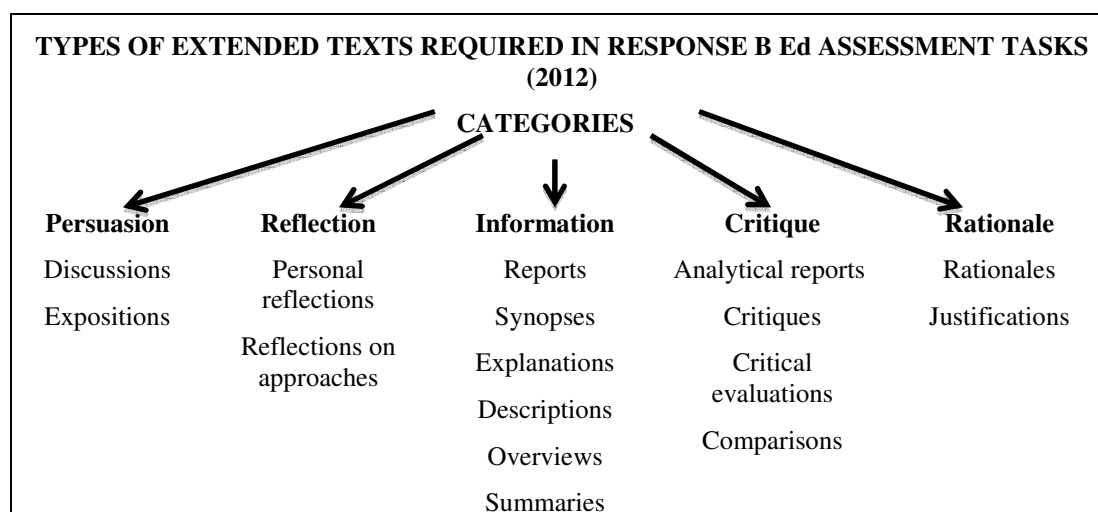 TYPES OF EXTENDED TEXTS REQUIRED IN RESPONSE B Ed ASSESSMENT TASKS
(2012)
CATEGORIES
Persuasion
Discussions
Expositions
Reflection
Personal
reflections
Reflections on
approaches
Information
Reports
Synopses
Explanations
Descriptions
Overviews
Summaries
Critique
Analytical reports
Critiques
Critical
evaluations
Comparisons
Rationale
Rationales
Justifications